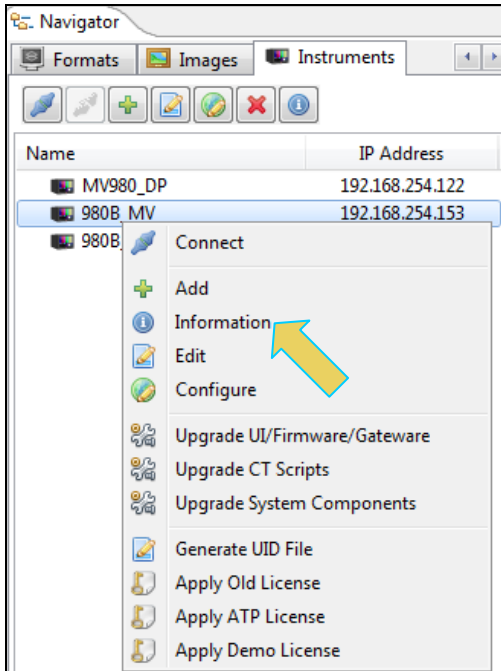 Navigator
Formats Images Instruments
Name IP Address
MV980_DP 192.168.254.122
980B_MV 192.168.254.153
980B
Connect
Add
Information
Edit
Configure
Upgrade UI/Firmware/Gateware
Upgrade CT Scripts
Upgrade System Components
Generate UID File
Apply Old License
Apply ATP License
Apply Demo License